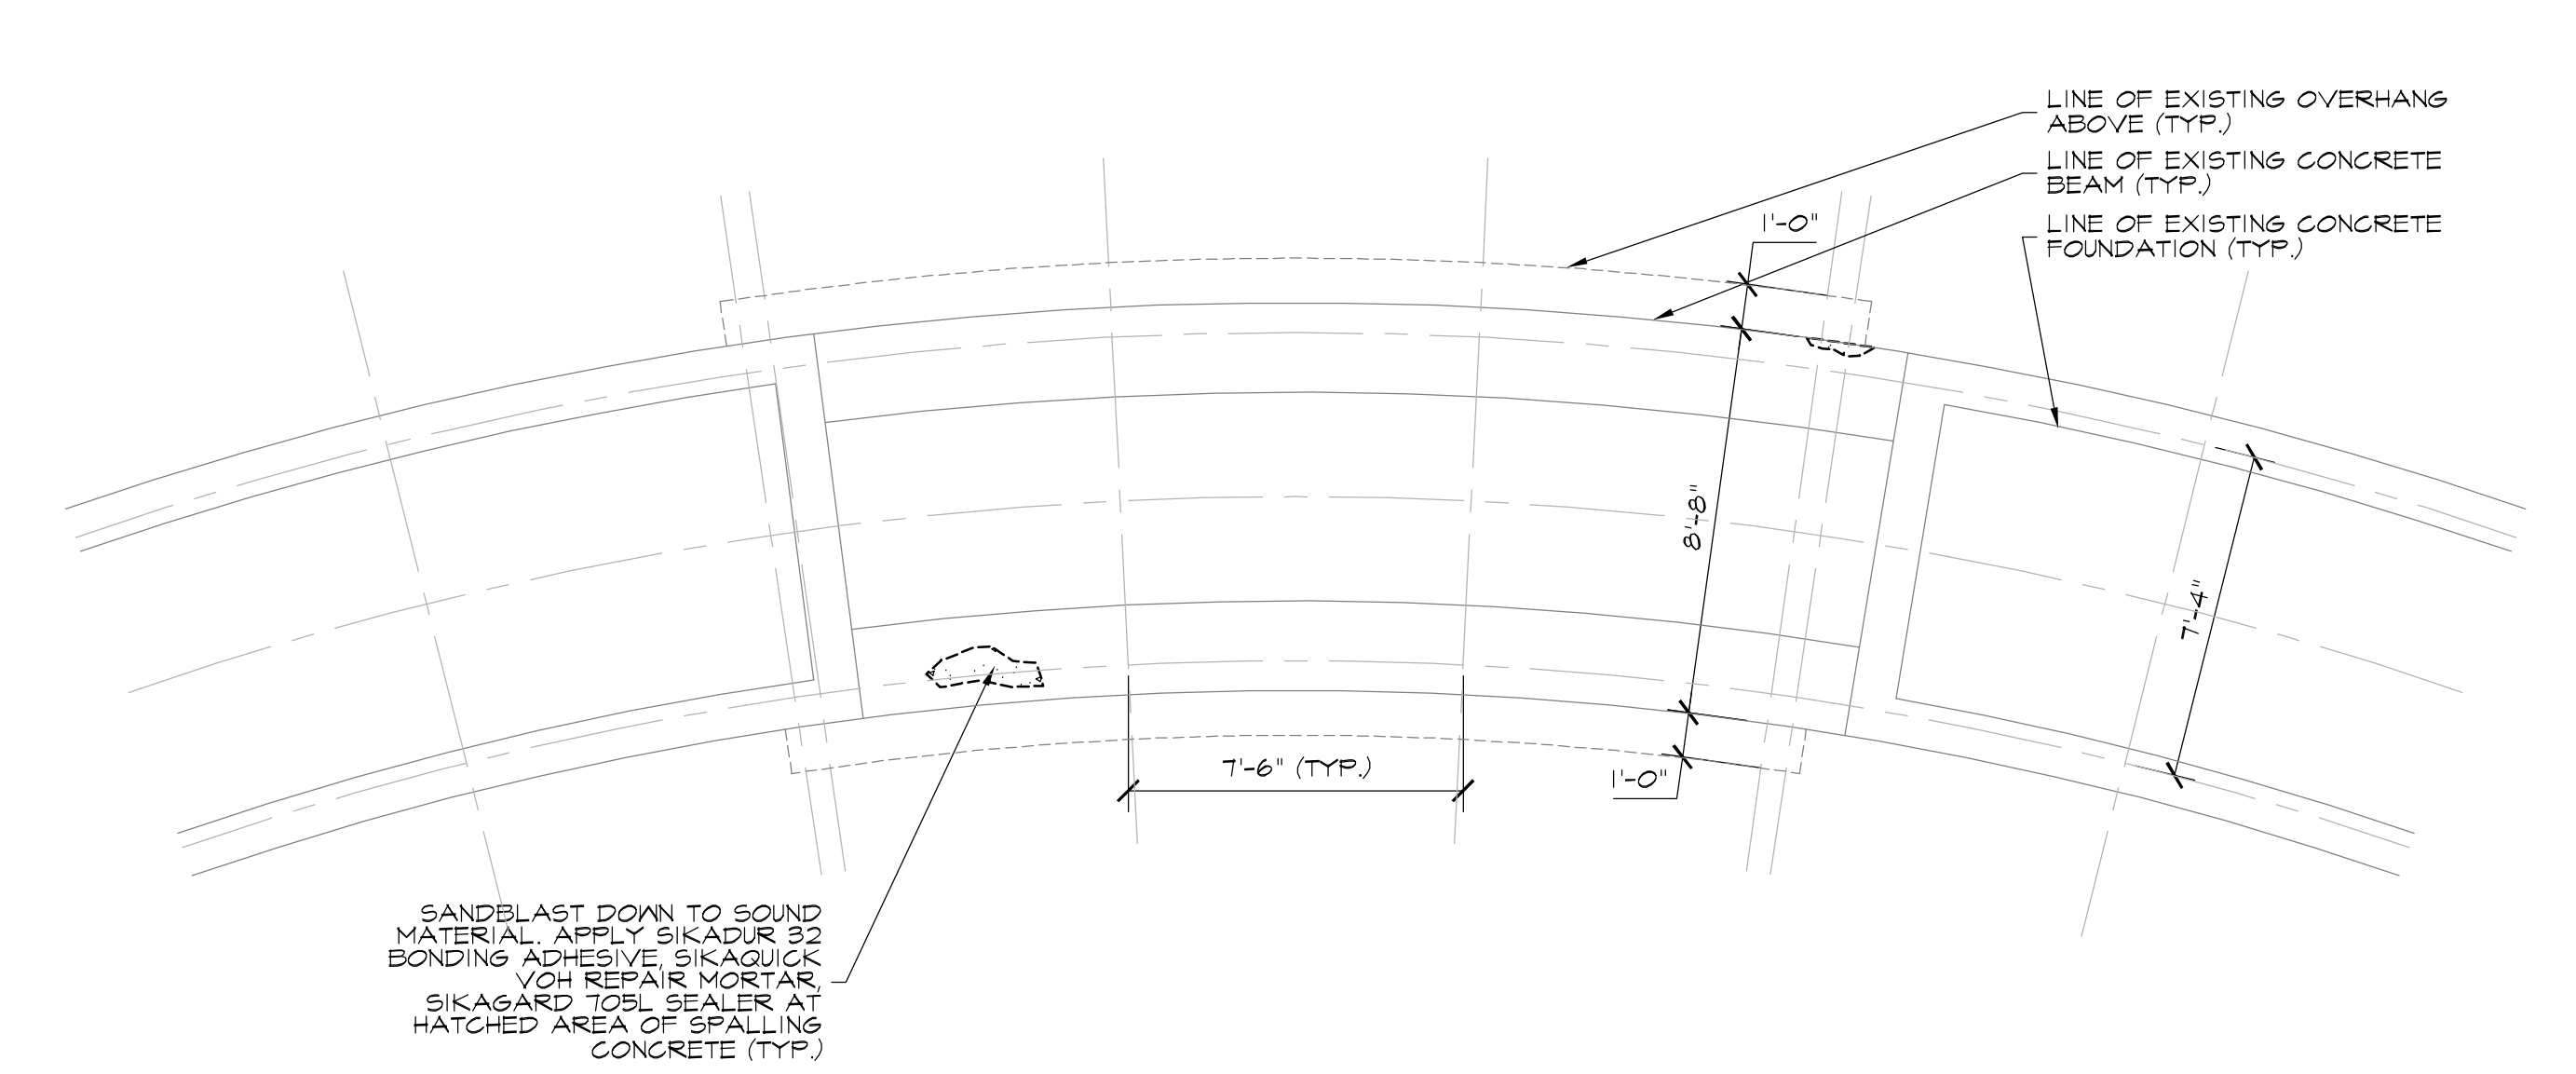 LINE OF EXISTING OVERHANG
ABOVE (TYP.)
LINE OF EXISTING CONCRETE
BEAM (TYP.)
LINE OF EXISTING CONCRETE
FOUNDATION (TYP.)
1'-0"
8'-8"
7'-4"
7'-6" (TYP.)
1'-0"
SANDBLAST DOWN TO SOUND
MATERIAL. APPLY SIKADUR 32
BONDING ADHESIVE, SIKAQUICK
VOH REPAIR MORTAR,
SIKAGARD 705L SEALER AT
HATCHED AREA OF SPALLING
CONCRETE (TYP.)